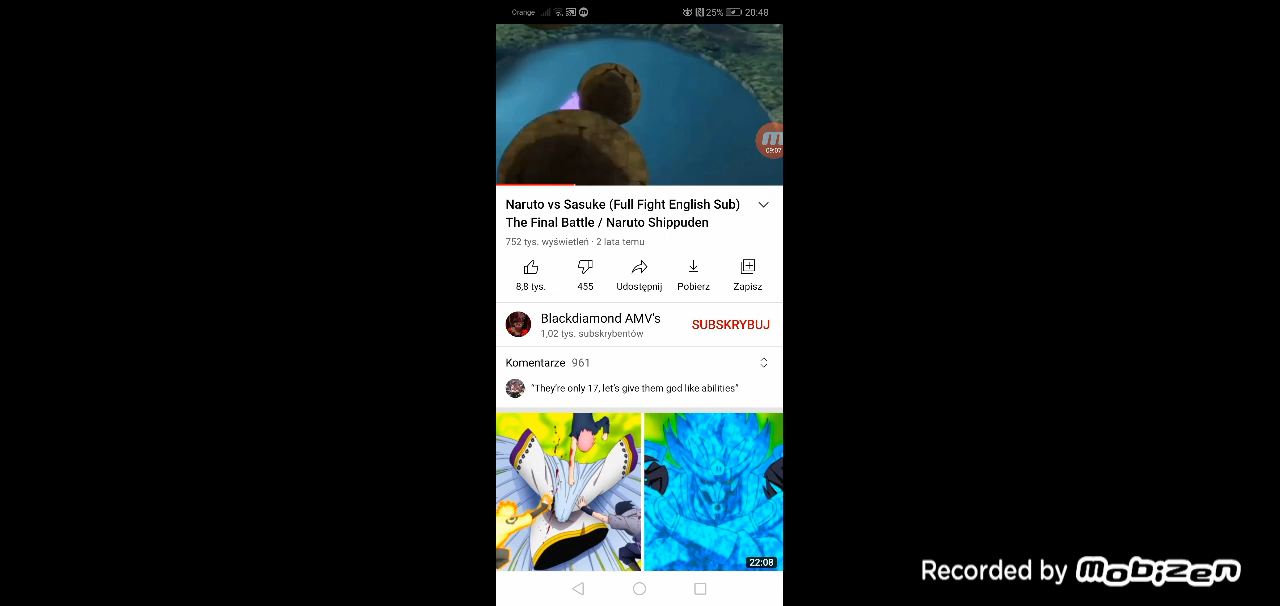 Orange 25% 20:48
09:07
Naruto vs Sasuke (Full Fight English Sub)
The Final Battle / Naruto Shippuden
752 tys. wyświetleń · 2 lata temu
8,8 tys. 455 Udostępnij Pobierz Zapisz
Blackdiamond AMV's
1,02 tys. subskrybentów
SUBSKRYBUJ
Komentarze 961
“They're only 17, let's give them god like abilities”
22:08
Recorded by mobizen